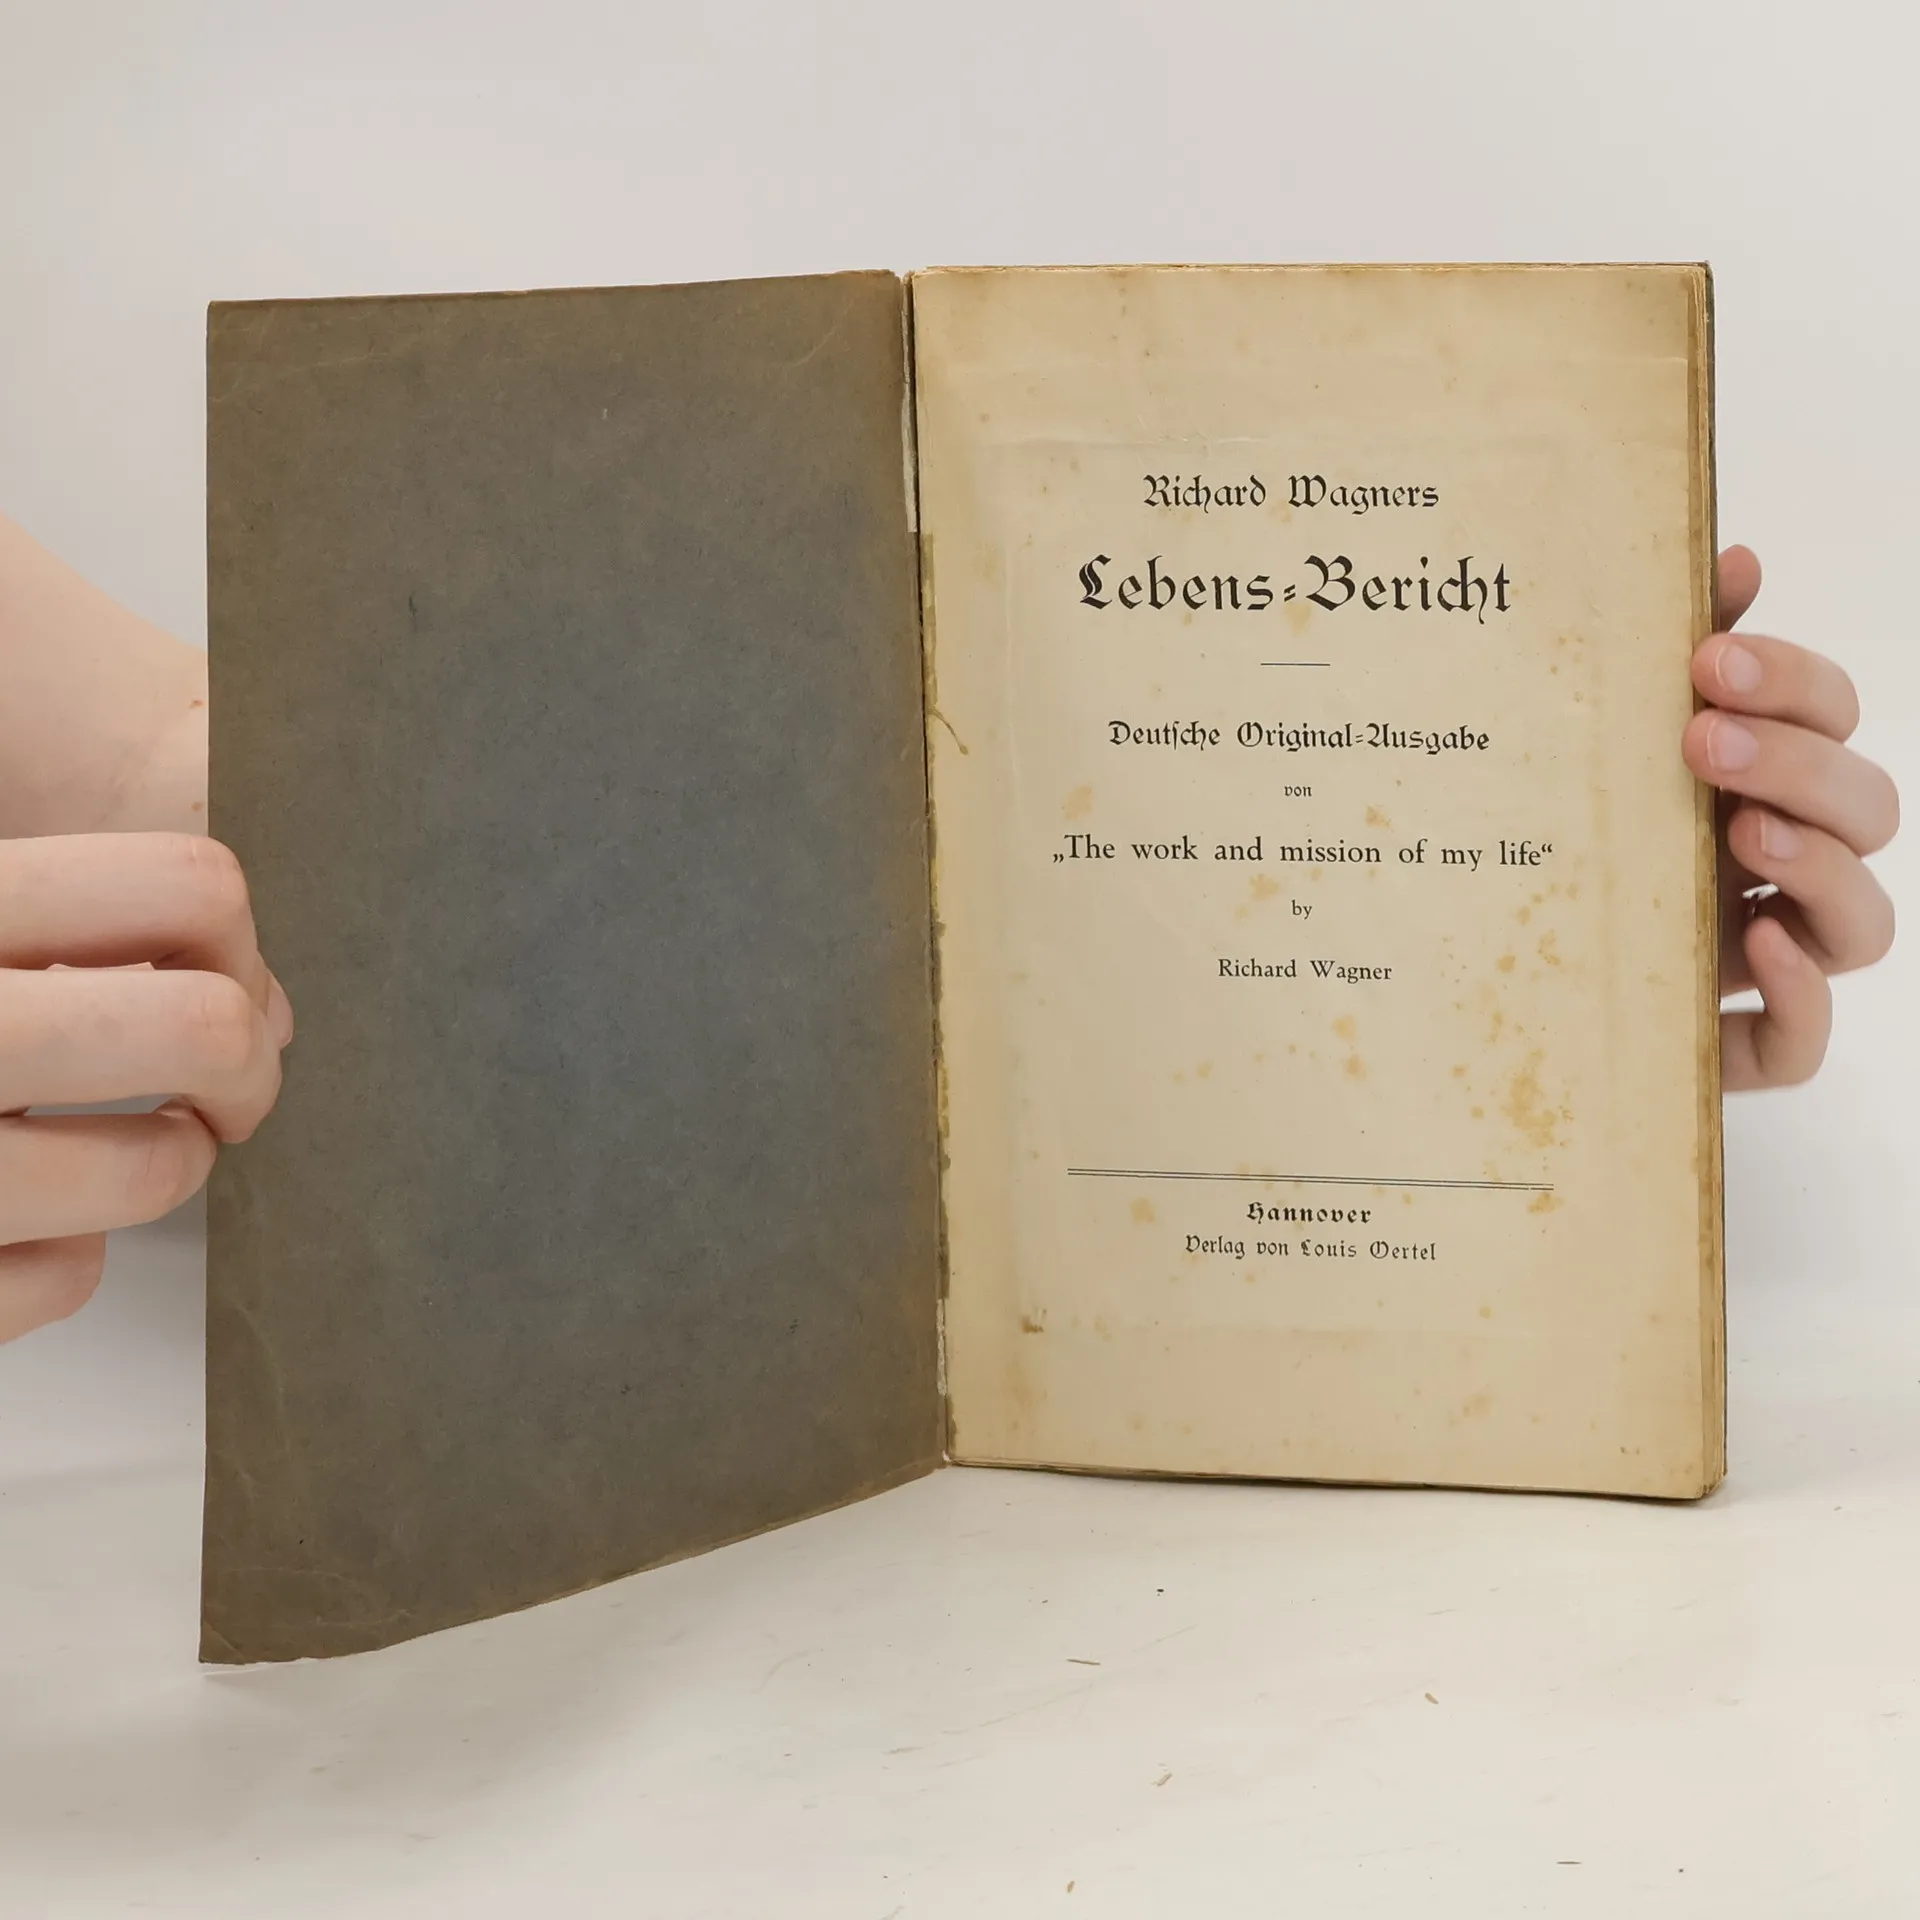 Richard Wagners
Lebens=Bericht
Deutſche Original=Ausgabe
von
„The work and mission of my life“
by
Richard Wagner
Hannover
Verlag von Louis Oertel